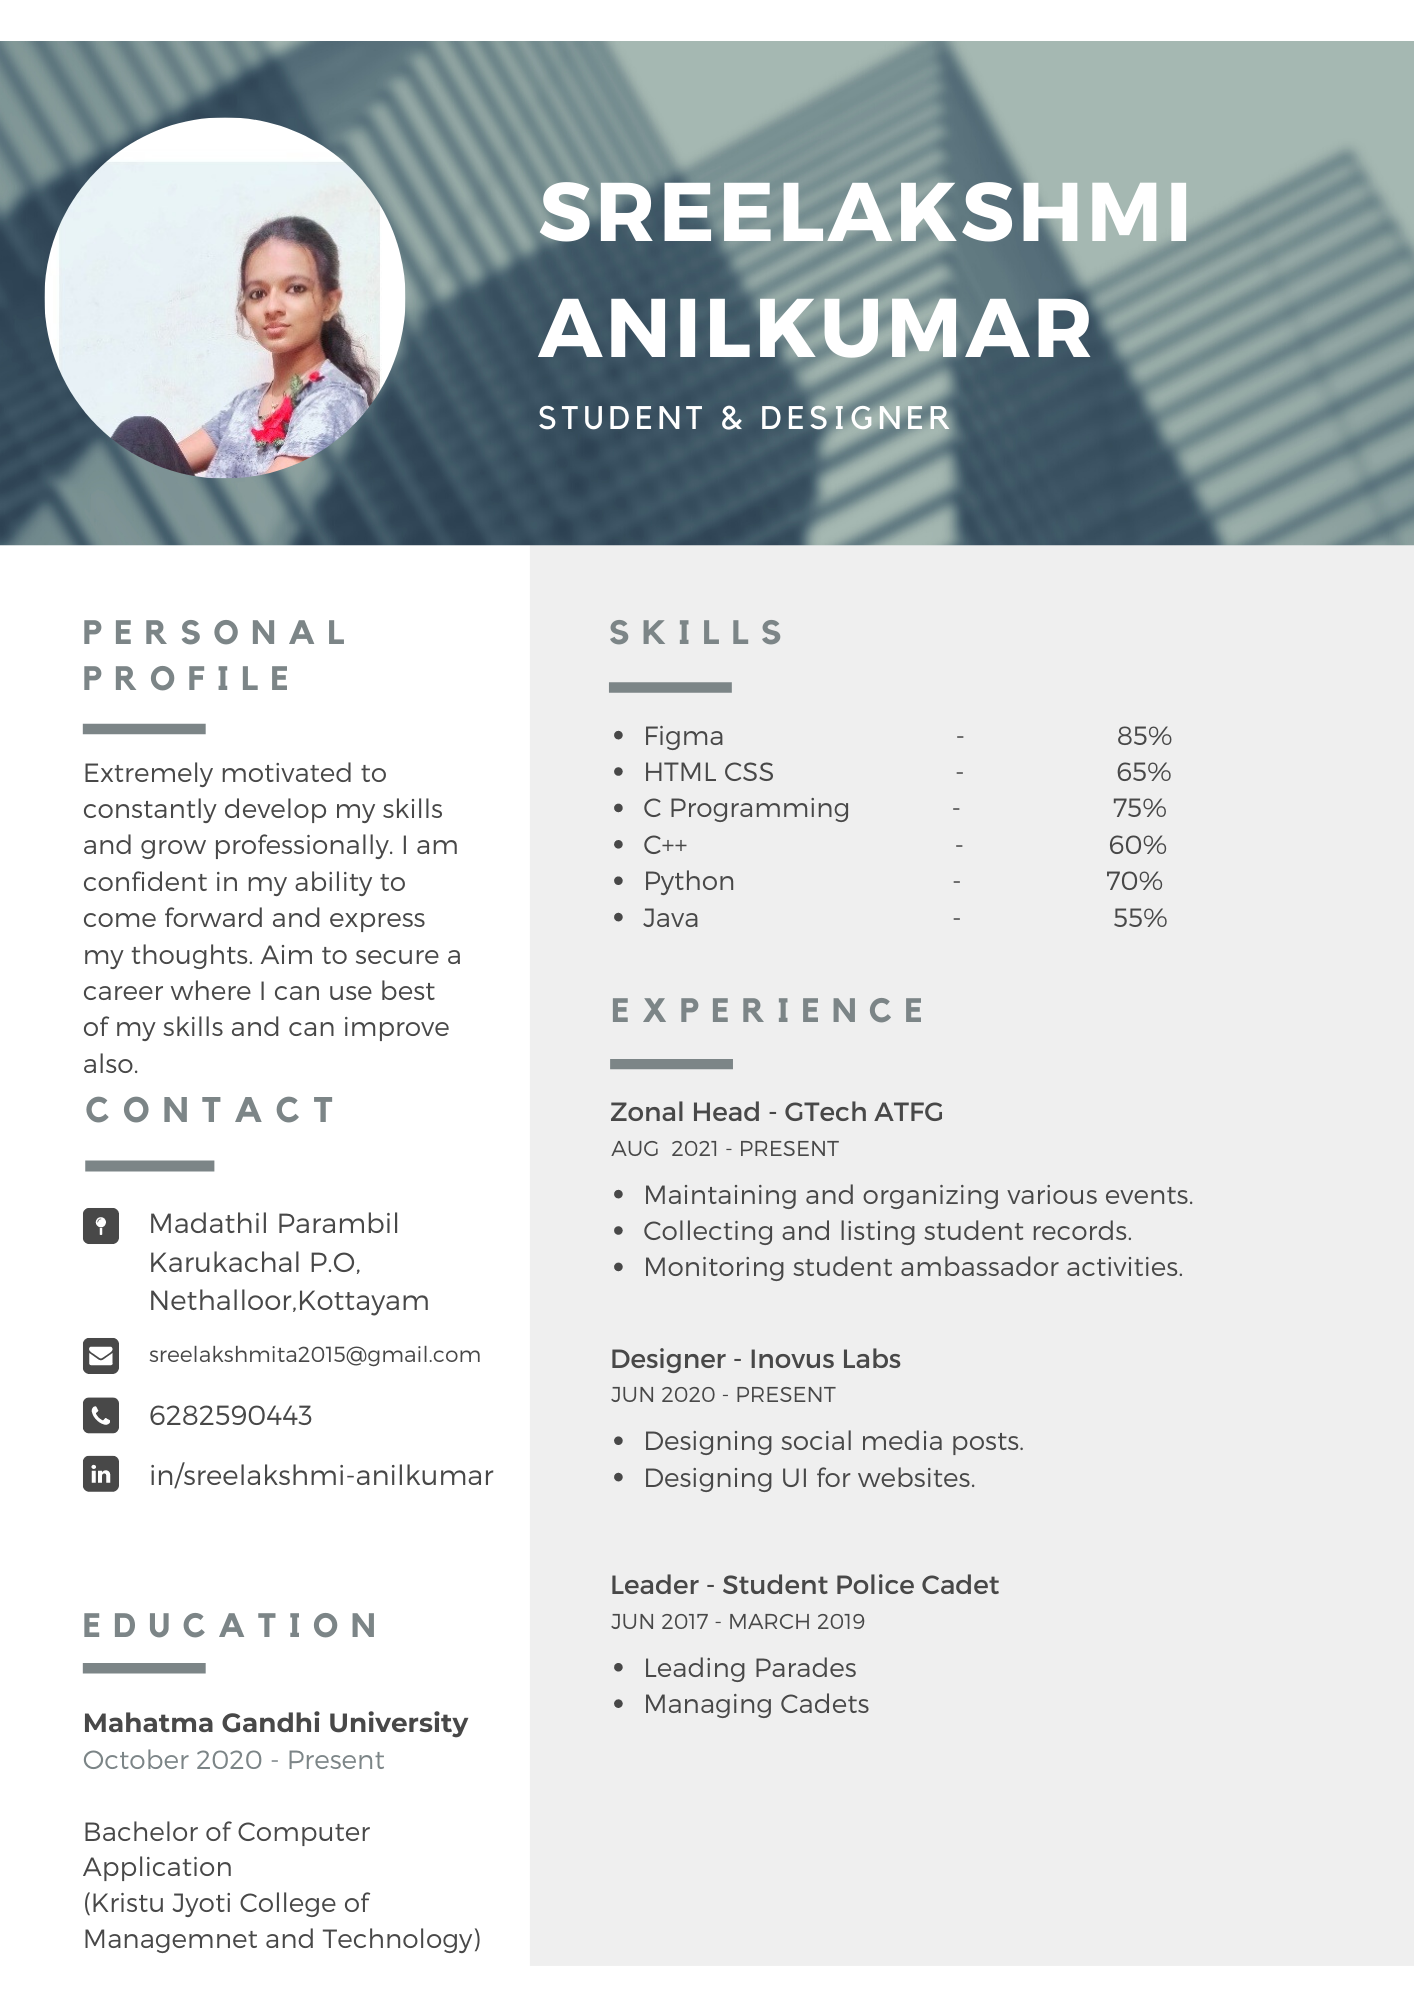 SREELAKSHMI
ANILKUMAR
STUDENT & DESIGNER
PERSONAL
PROFILE
Extremely motivated to
constantly develop my skills
and grow professionally. I am
confident in my ability to
come forward and express
my thoughts. Aim to secure a
career where I can use best
of my skills and can improve
also.
CONTACT
Madathil Parambil
Karukachal P.O,
Nethalloor,Kottayam
sreelakshmita2015@gmail.com
6282590443
in/sreelakshmi-anilkumar
EDUCATION
Mahatma Gandhi University
October 2020 - Present
Bachelor of Computer
Application
(Kristu Jyoti College of
Managemnet and Technology)
SKILLS
• Figma - 85%
• HTML CSS - 65%
• C Programming - 75%
• C++ - 60%
• Python - 70%
• Java - 55%
EXPERIENCE
Zonal Head - GTech ATFG
AUG 2021 - PRESENT
• Maintaining and organizing various events.
• Collecting and listing student records.
• Monitoring student ambassador activities.
Designer - Inovus Labs
JUN 2020 - PRESENT
• Designing social media posts.
• Designing UI for websites.
Leader - Student Police Cadet
JUN 2017 - MARCH 2019
• Leading Parades
• Managing Cadets